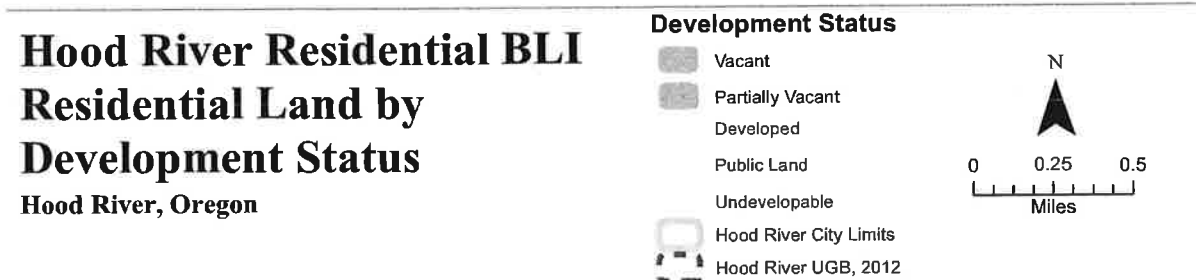 Hood River Residential BLI
Residential Land by
Development Status
Hood River, Oregon
Development Status
Vacant
Partially Vacant
Developed
Public Land
Undevelopable
Hood River City Limits
Hood River UGB, 2012
N
0 0.25 0.5
Miles